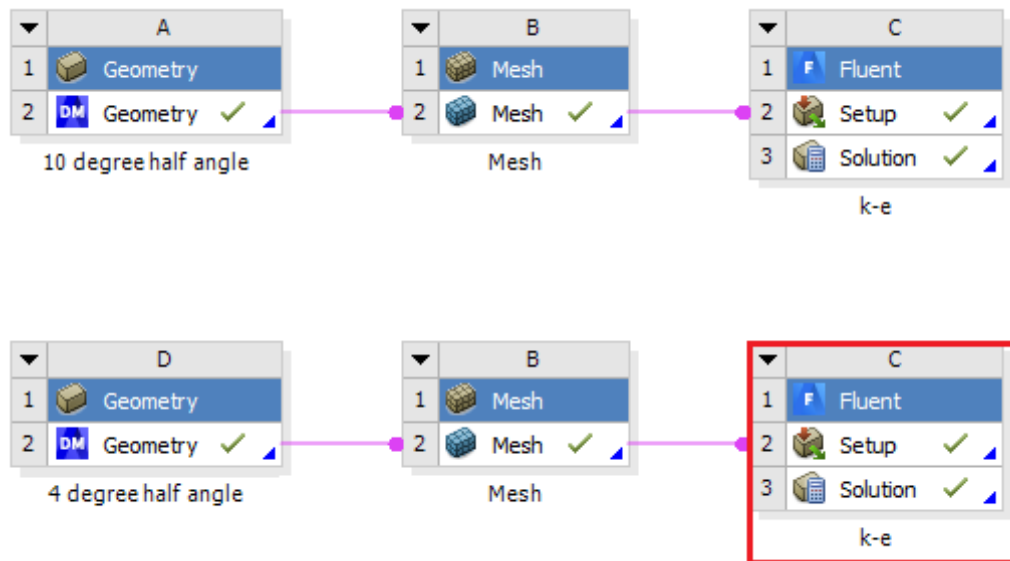 A B C
1 Geometry 1 Mesh 1 F Fluent
2 DM Geometry 2 Mesh 2 Setup
10 degree half angle Mesh 3 Solution
k-e
D B C
1 Geometry 1 Mesh 1 F Fluent
2 DM Geometry 2 Mesh 2 Setup
4 degree half angle Mesh 3 Solution
k-e